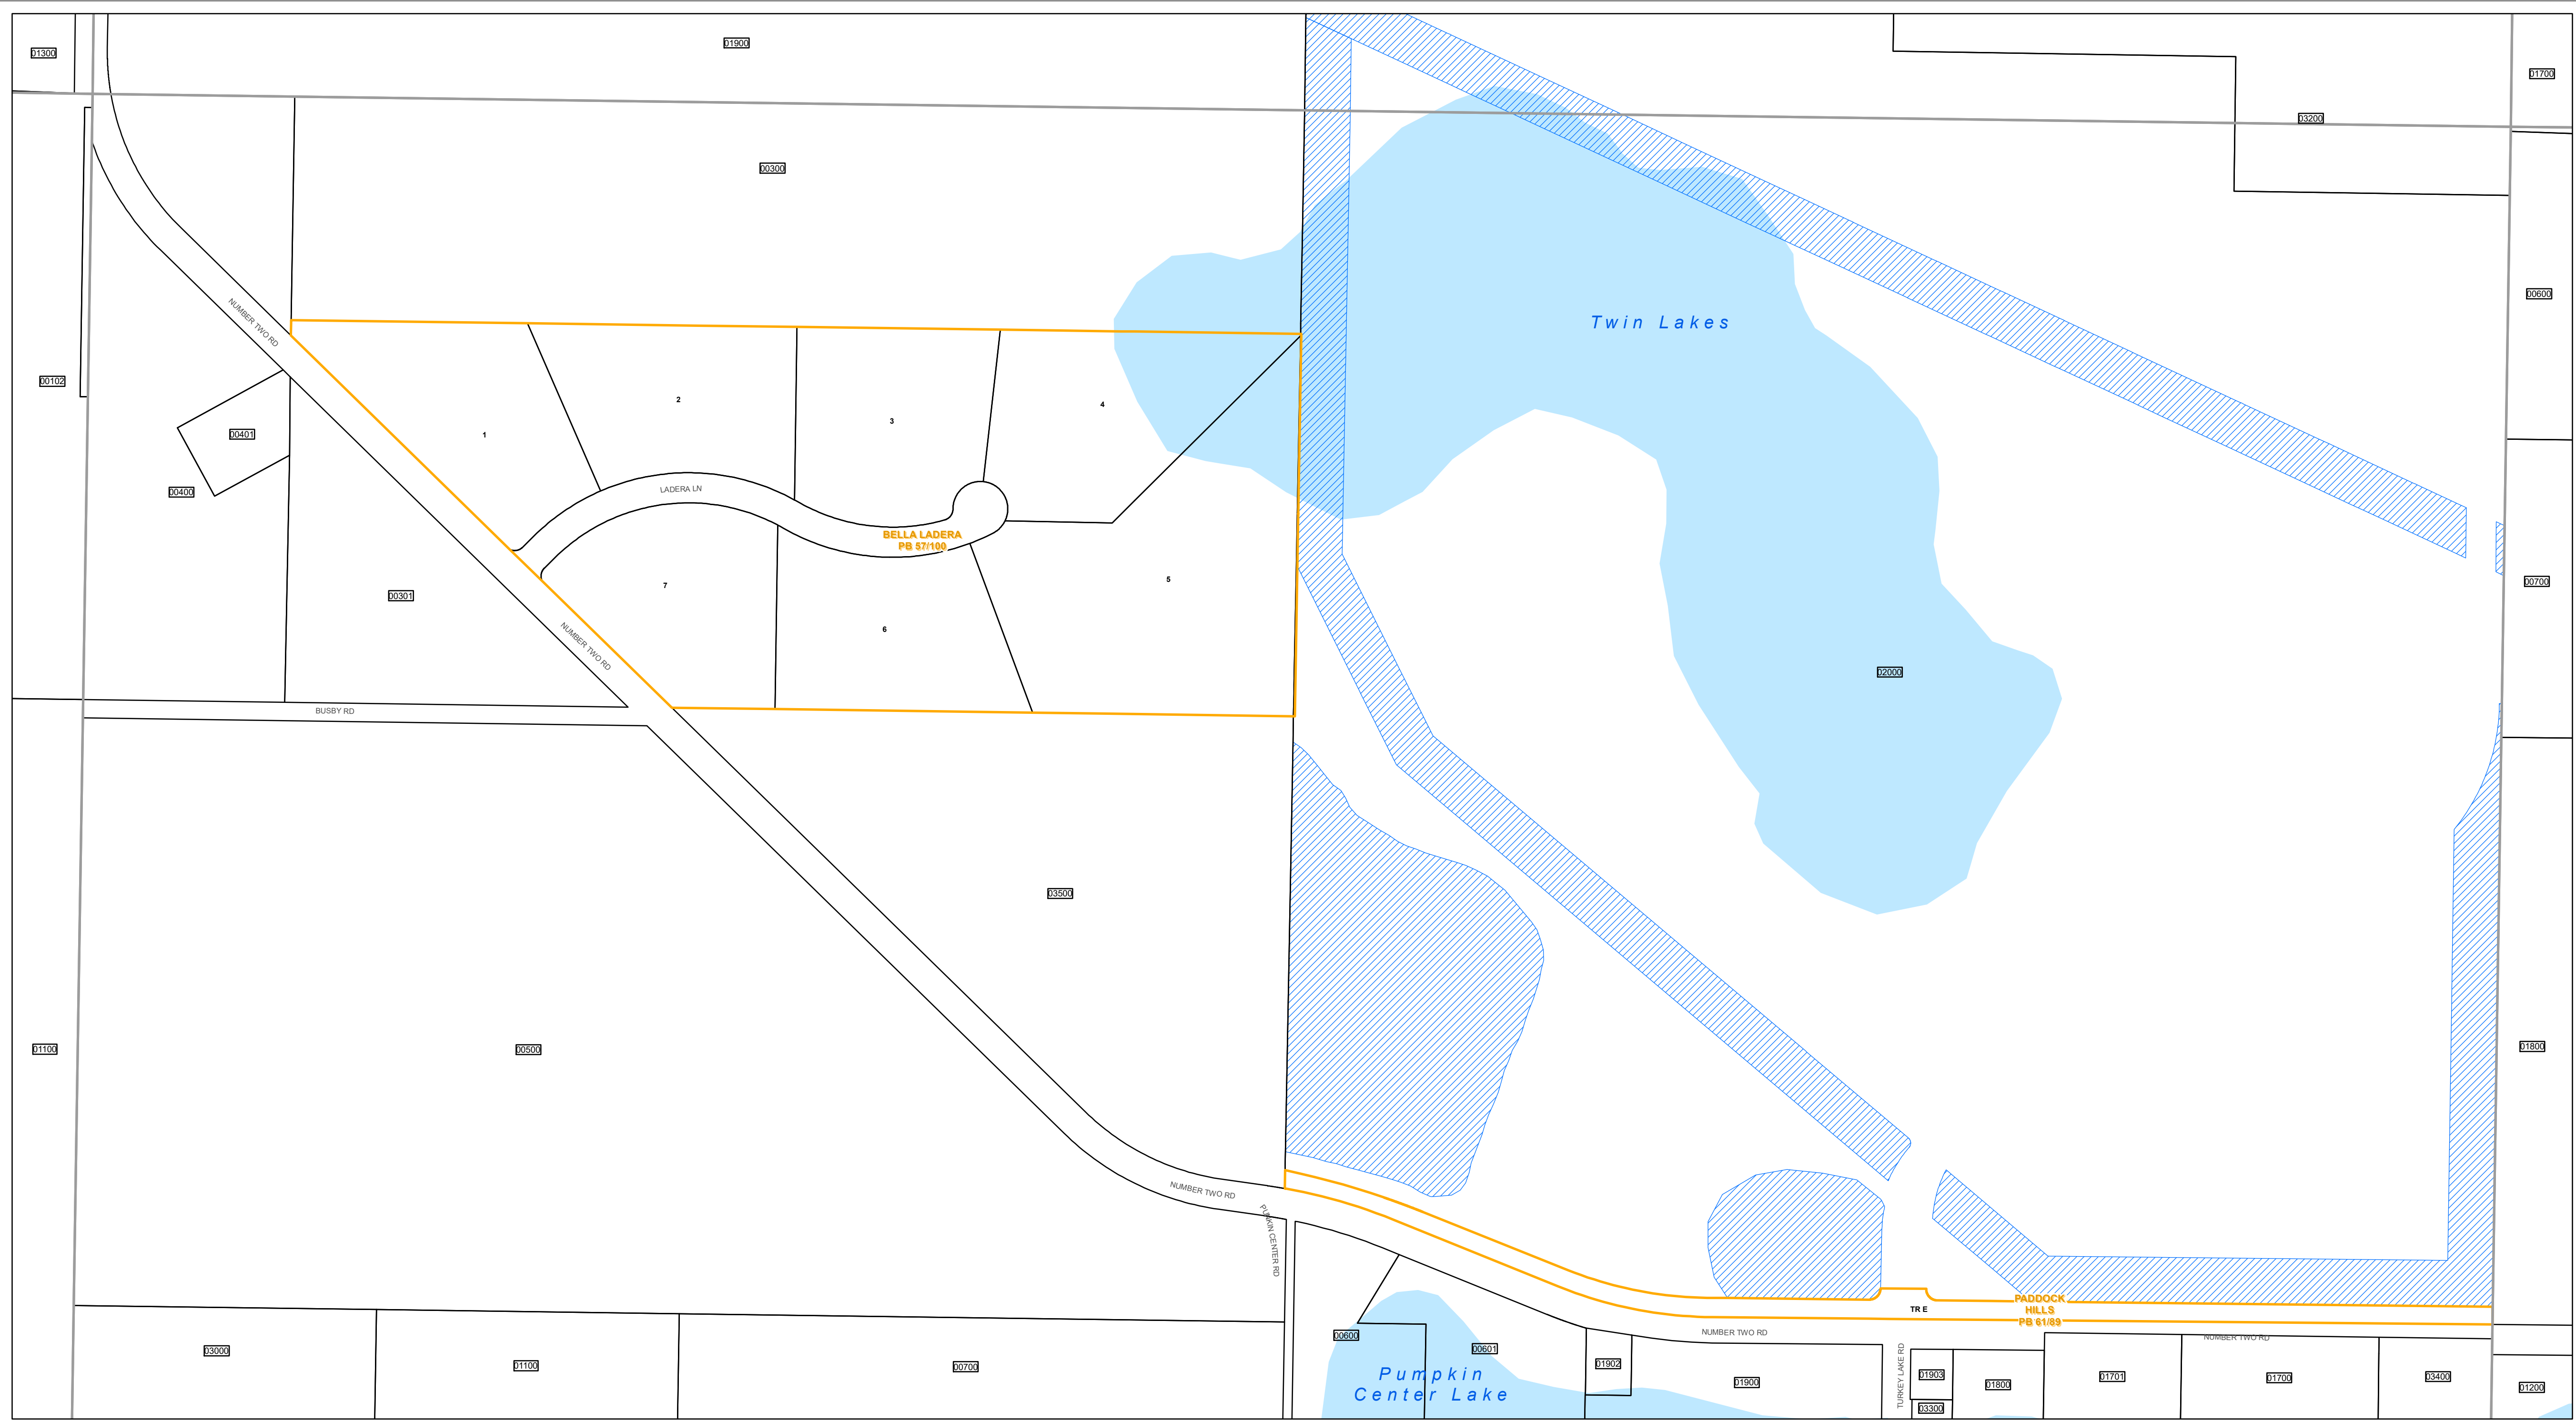 01300
01900
01700
03200
00300
00600
NUMBER TWO RD
Twin Lakes
00102
2
4
3
1
00401
00400
LADERA LN
BELLA LADERA
PB 57/100
5
7
00700
00301
6
NUMBER TWO RD
02000
BUSBY RD
03500
01100
00500
01800
NUMBER TWO RD
PUNKIN CENTER RD
TR E
PADDOCK
HILLS
PB 61/89
NUMBER TWO RD
NUMBER TWO RD
00600
00601
03000
01100
00700
01902
Pumpkin
Center Lake
01900
TURKEY LAKE RD
01903
01800
03300
01701
01700
03400
01200